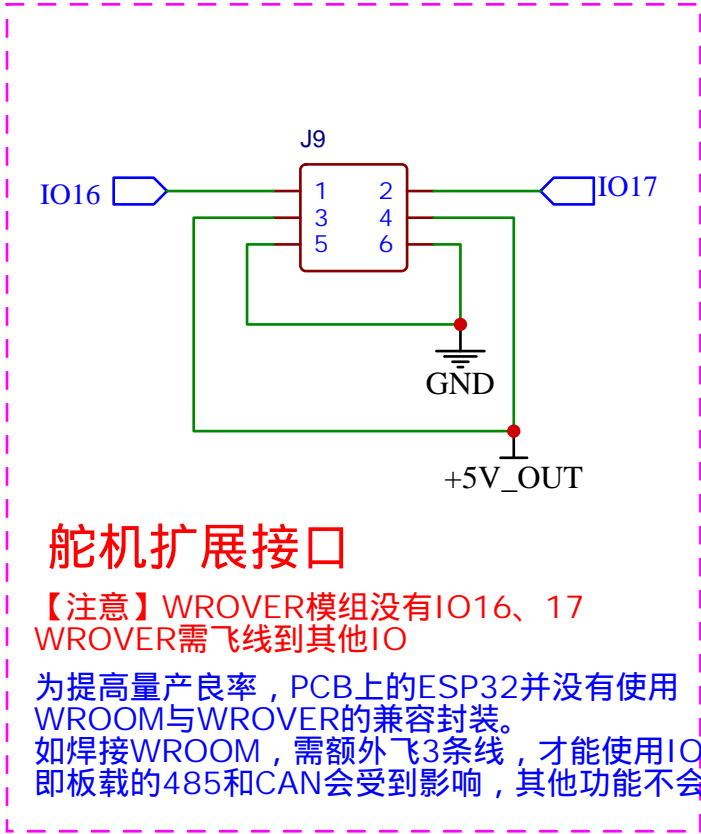 J9
IO16
1 2
IO17
3 4
5 6
GND
+5V_OUT
舵机扩展接口
【注意】WROVER模组没有IO16、17
WROVER需飞线到其他IO
为提高量产良率，PCB上的ESP32并没有使用
WROOM与WROVER的兼容封装。
如焊接WROOM，需额外飞3条线，才能使用IO
即板载的485和CAN会受到影响，其他功能不会